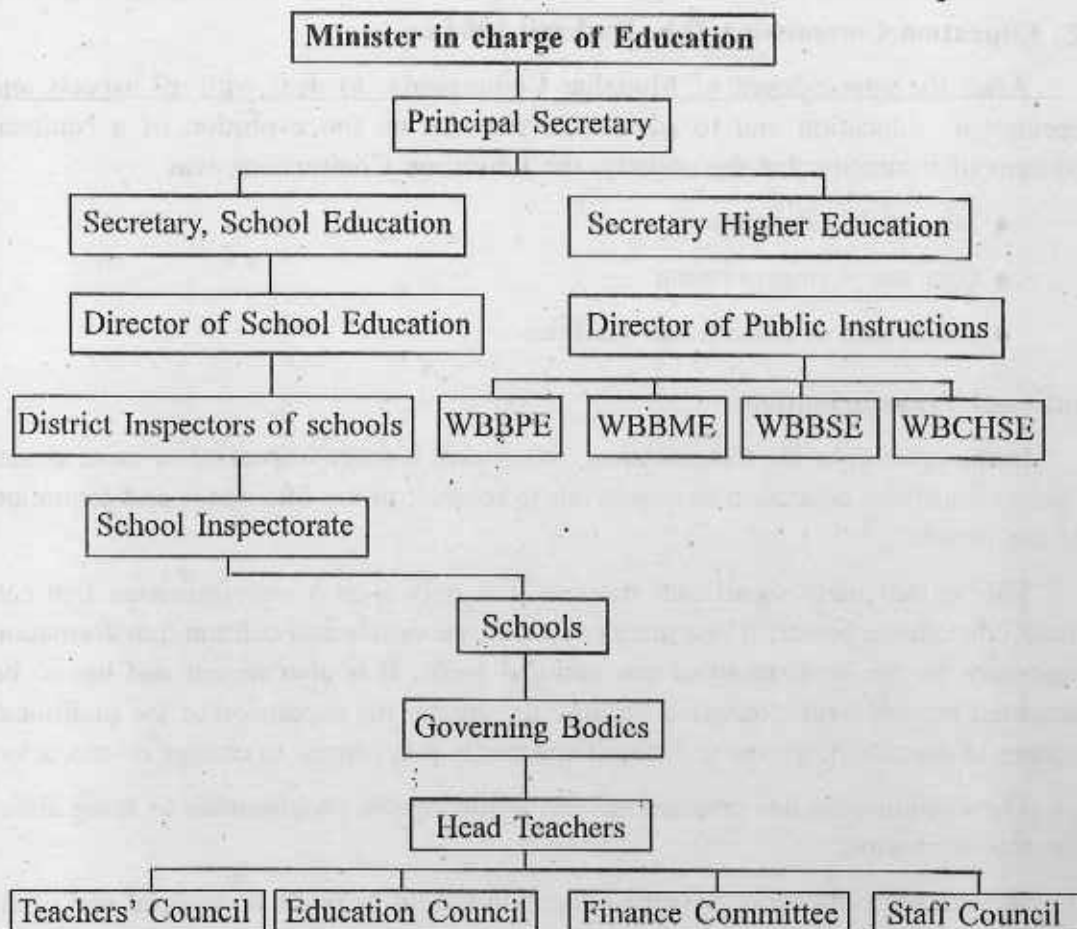 Minister in charge of Education
Principal Secretary
Secretary, School Education
Secretary Higher Education
Director of School Education
Director of Public Instructions
District Inspectors of schools
WBBPE
WBBME
WBBSE
WBCHSE
School Inspectorate
Schools
Governing Bodies
Head Teachers
Teachers' Council
Education Council
Finance Committee
Staff Council